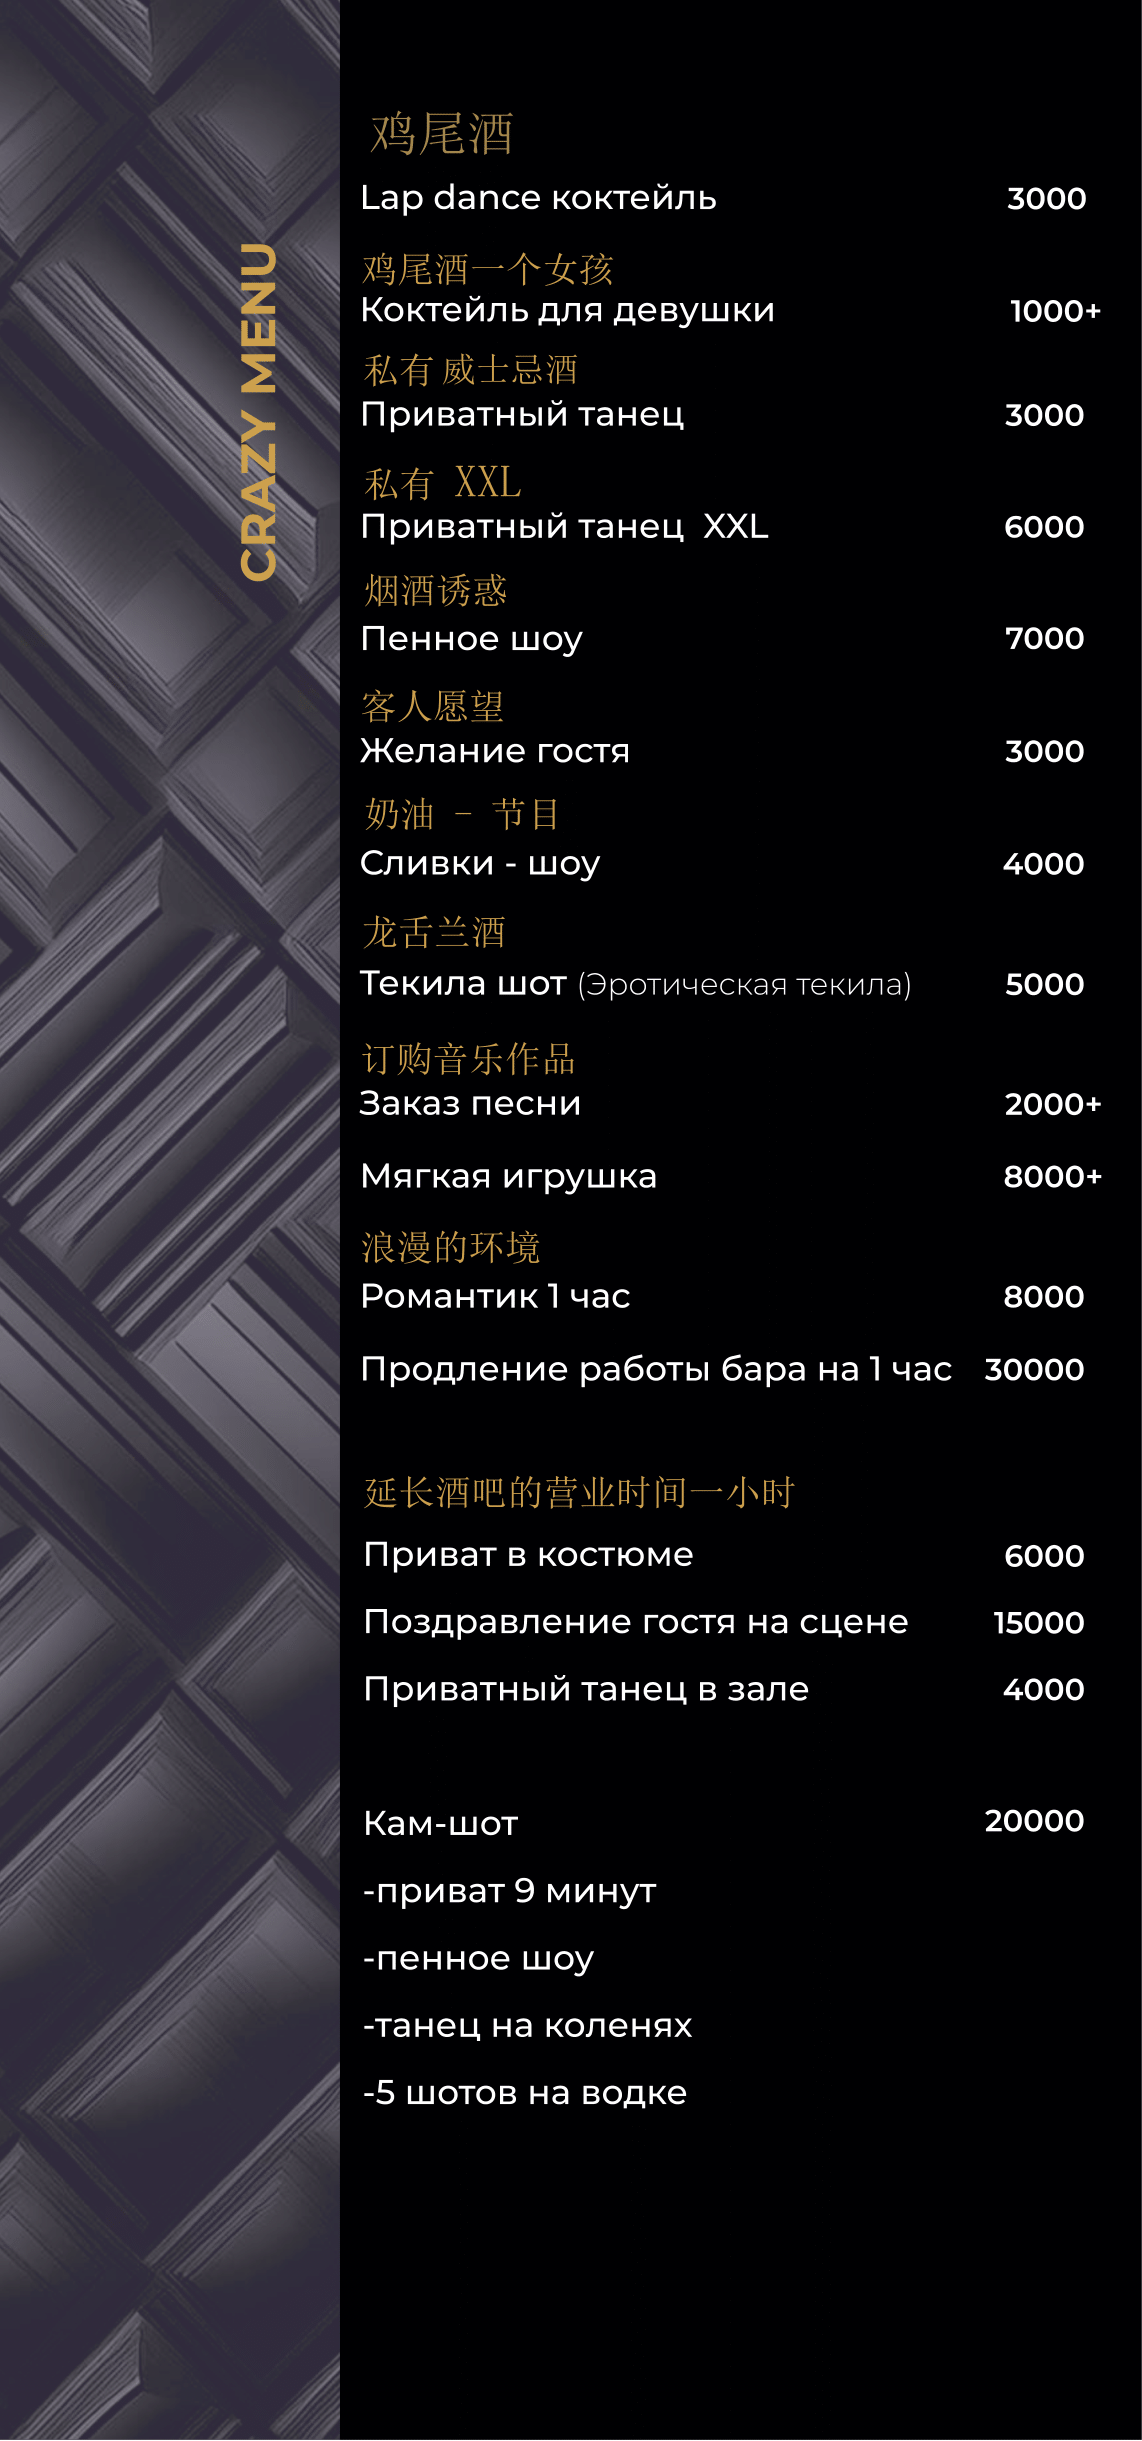 CRAZY MENU
鸡尾酒
Lap dance коктейль 3000
鸡尾酒一个女孩
Коктейль для девушки 1000+
私有 威士忌酒
Приватный танец 3000
私有 XXL
Приватный танец XXL 6000
烟酒诱惑
Пенное шоу 7000
客人愿望
Желание гостя 3000
奶油 - 节目
Сливки - шоу 4000
龙舌兰酒
Текила шот (Эротическая текила) 5000
订购音乐作品
Заказ песни 2000+
Мягкая игрушка 8000+
浪漫的环境
Романтик 1 час 8000
Продление работы бара на 1 час 30000
延长酒吧的营业时间一小时
Приват в костюме 6000
Поздравление гостя на сцене 15000
Приватный танец в зале 4000
Кам-шот 20000
-приват 9 минут
-пенное шоу
-танец на коленях
-5 шотов на водке